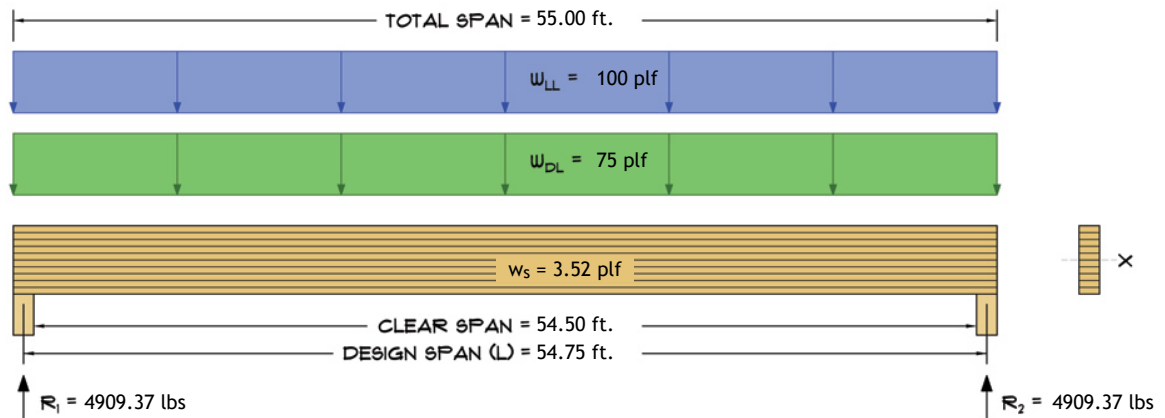 TOTAL SPAN = 55.00 ft.
WLL = 100 plf
WDL = 75 plf
ws = 3.52 plf
X
CLEAR SPAN = 54.50 ft.
DESIGN SPAN (L) = 54.75 ft.
R1 = 4909.37 lbs
R2 = 4909.37 lbs